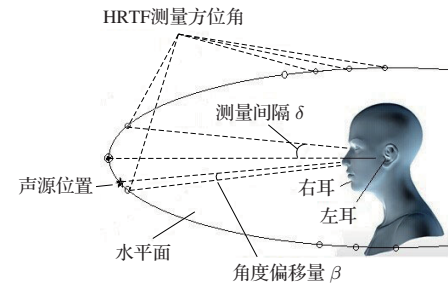 HRTF测量方位角
测量间隔 δ
声源位置
右耳
左耳
水平面
角度偏移量 β